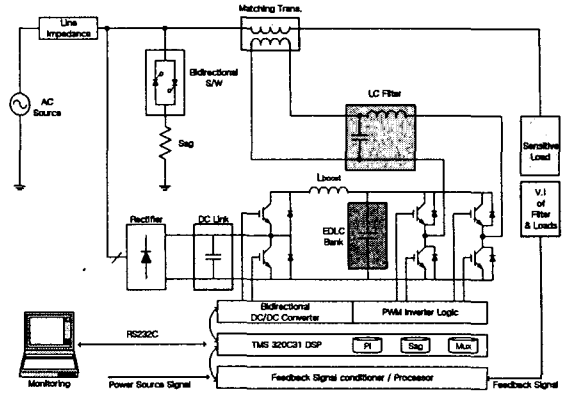 Matching Trans.
Line
Impedance
Bidirectional
S/W
AC
Source
Sag
LC Filter
Sensitive
Load
Lboost
V.I
of
Filter
& Loads
Rectifier
DC Link
EDLC
Bank
Bidirectional
DC/DC Converter
PWM Inverter Logic
RS232C
TMS 320C31 DSP
PI
Sag
Mux
Monitoring
Power Source Signal
Feedback Signal conditioner / Processor
Feedback Signal